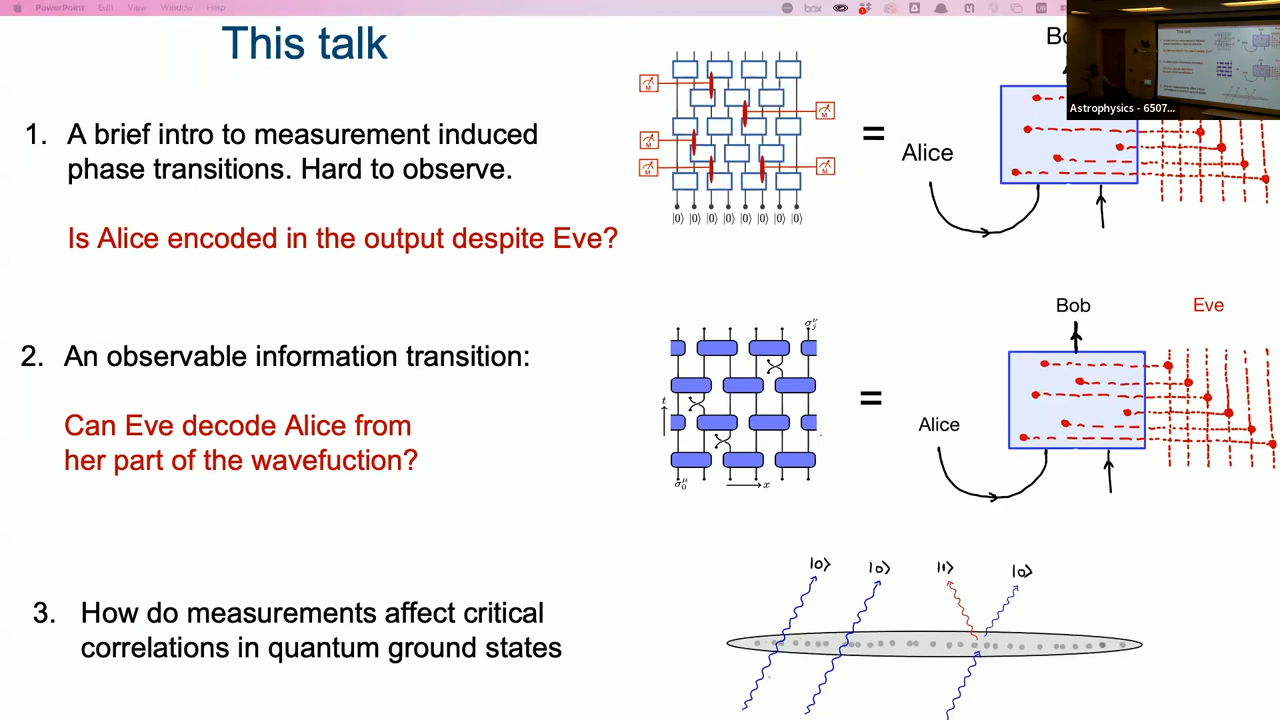 PowerPoint Edit View Window Help
box
This talk
1. A brief intro to measurement induced
phase transitions. Hard to observe.
Is Alice encoded in the output despite Eve?
M
M
M
M
M
|0⟩ |0⟩ |0⟩ |0⟩ |0⟩ |0⟩ |0⟩ |0⟩
=
Alice
Astrophysics - 6507...
2. An observable information transition:
Can Eve decode Alice from
her part of the wavefuction?
t
x
=
Bob
Eve
Alice
3. How do measurements affect critical
correlations in quantum ground states
|0⟩ |0⟩ |1⟩ |0⟩